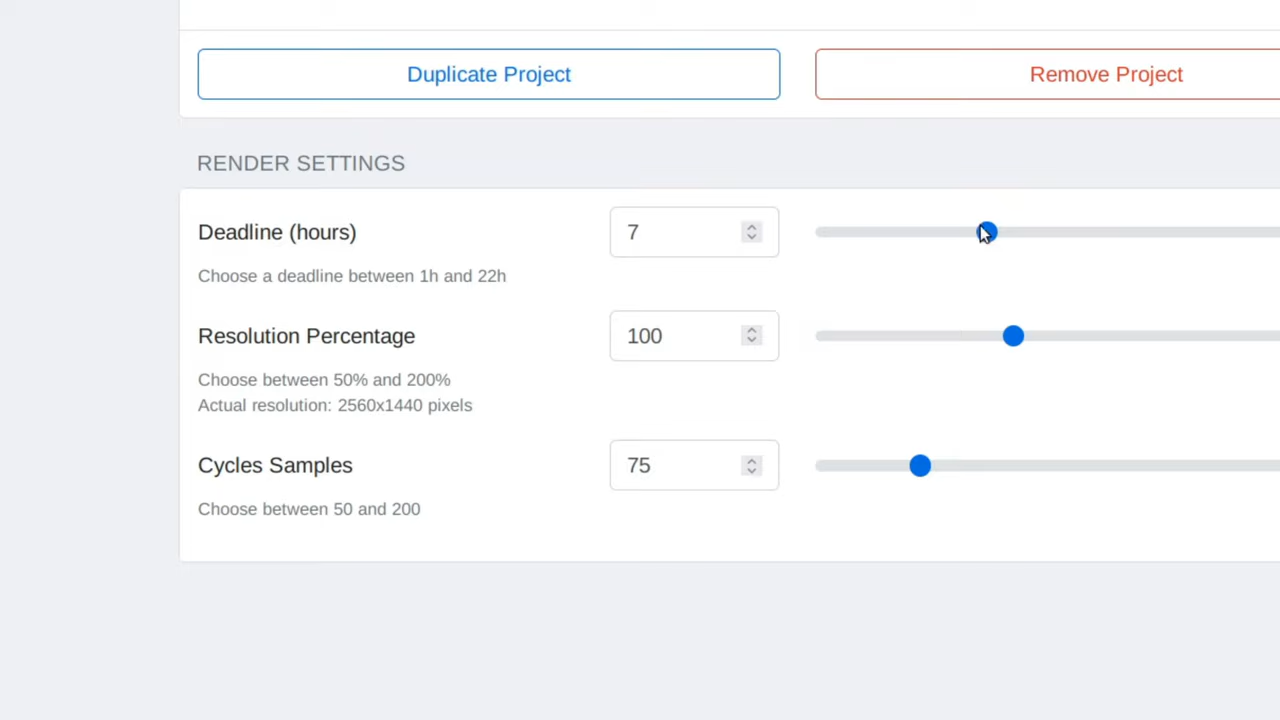 Duplicate Project
Remove Project
RENDER SETTINGS
Deadline (hours)
7
Choose a deadline between 1h and 22h
Resolution Percentage
100
Choose between 50% and 200%
Actual resolution: 2560x1440 pixels
Cycles Samples
75
Choose between 50 and 200